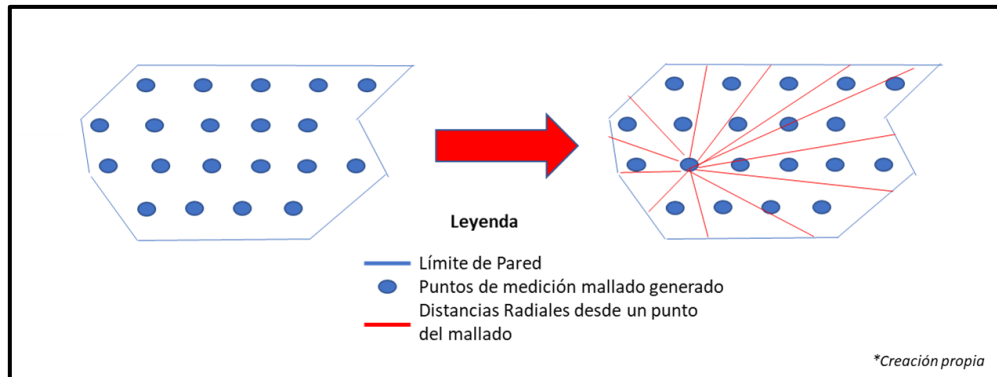 Leyenda
Límite de Pared
Puntos de medición mallado generado
Distancias Radiales desde un punto
del mallado
*Creación propia